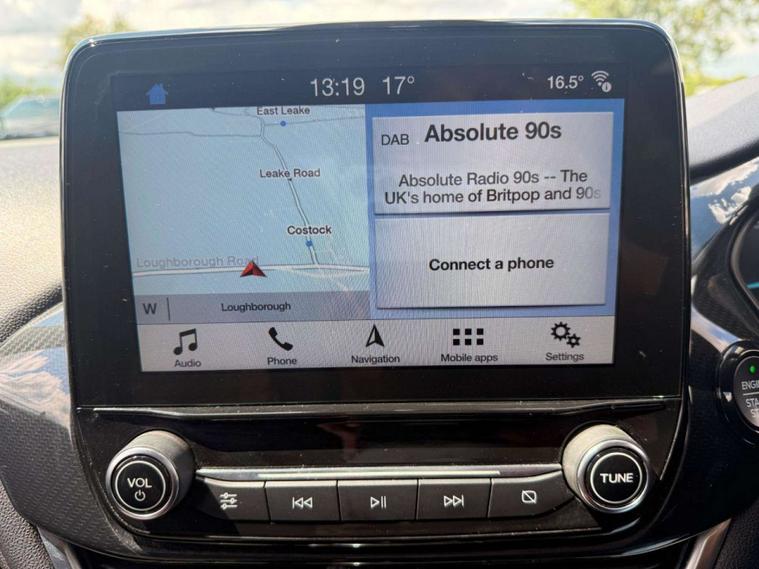 13:19 17° 16.5°
East Leake
Leake Road
Costock
Loughborough Road
W Loughborough
DAB Absolute 90s
Absolute Radio 90s -- The
UK's home of Britpop and 90s
Connect a phone
Audio Phone Navigation Mobile apps Settings
VOL
TUNE